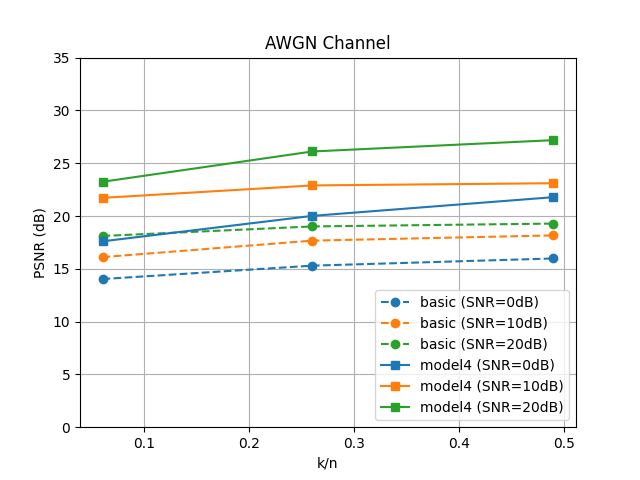 AWGN Channel
PSNR (dB)
35
30
25
20
15
10
5
0
0.1 0.2 0.3 0.4 0.5
k/n
basic (SNR=0dB)
basic (SNR=10dB)
basic (SNR=20dB)
model4 (SNR=0dB)
model4 (SNR=10dB)
model4 (SNR=20dB)